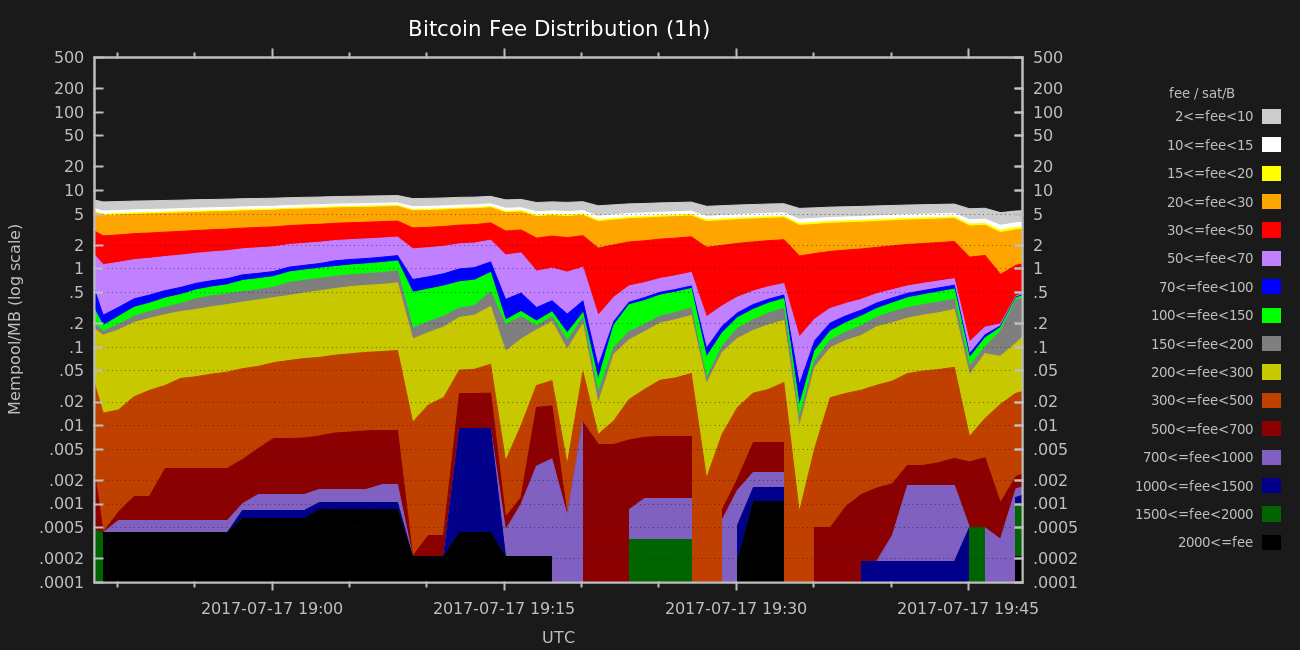 Bitcoin Fee Distribution (1h)
Mempool/MB (log scale)
500
200
100
50
20
10
5
2
1
.5
.2
.1
.05
.02
.01
.005
.002
.001
.0005
.0002
.0001
500
200
100
50
20
10
5
2
1
.5
.2
.1
.05
.02
.01
.005
.002
.001
.0005
.0002
.0001
2017-07-17 19:00
2017-07-17 19:15
2017-07-17 19:30
2017-07-17 19:45
UTC
fee / sat/B
2<=fee<10
10<=fee<15
15<=fee<20
20<=fee<30
30<=fee<50
50<=fee<70
70<=fee<100
100<=fee<150
150<=fee<200
200<=fee<300
300<=fee<500
500<=fee<700
700<=fee<1000
1000<=fee<1500
1500<=fee<2000
2000<=fee